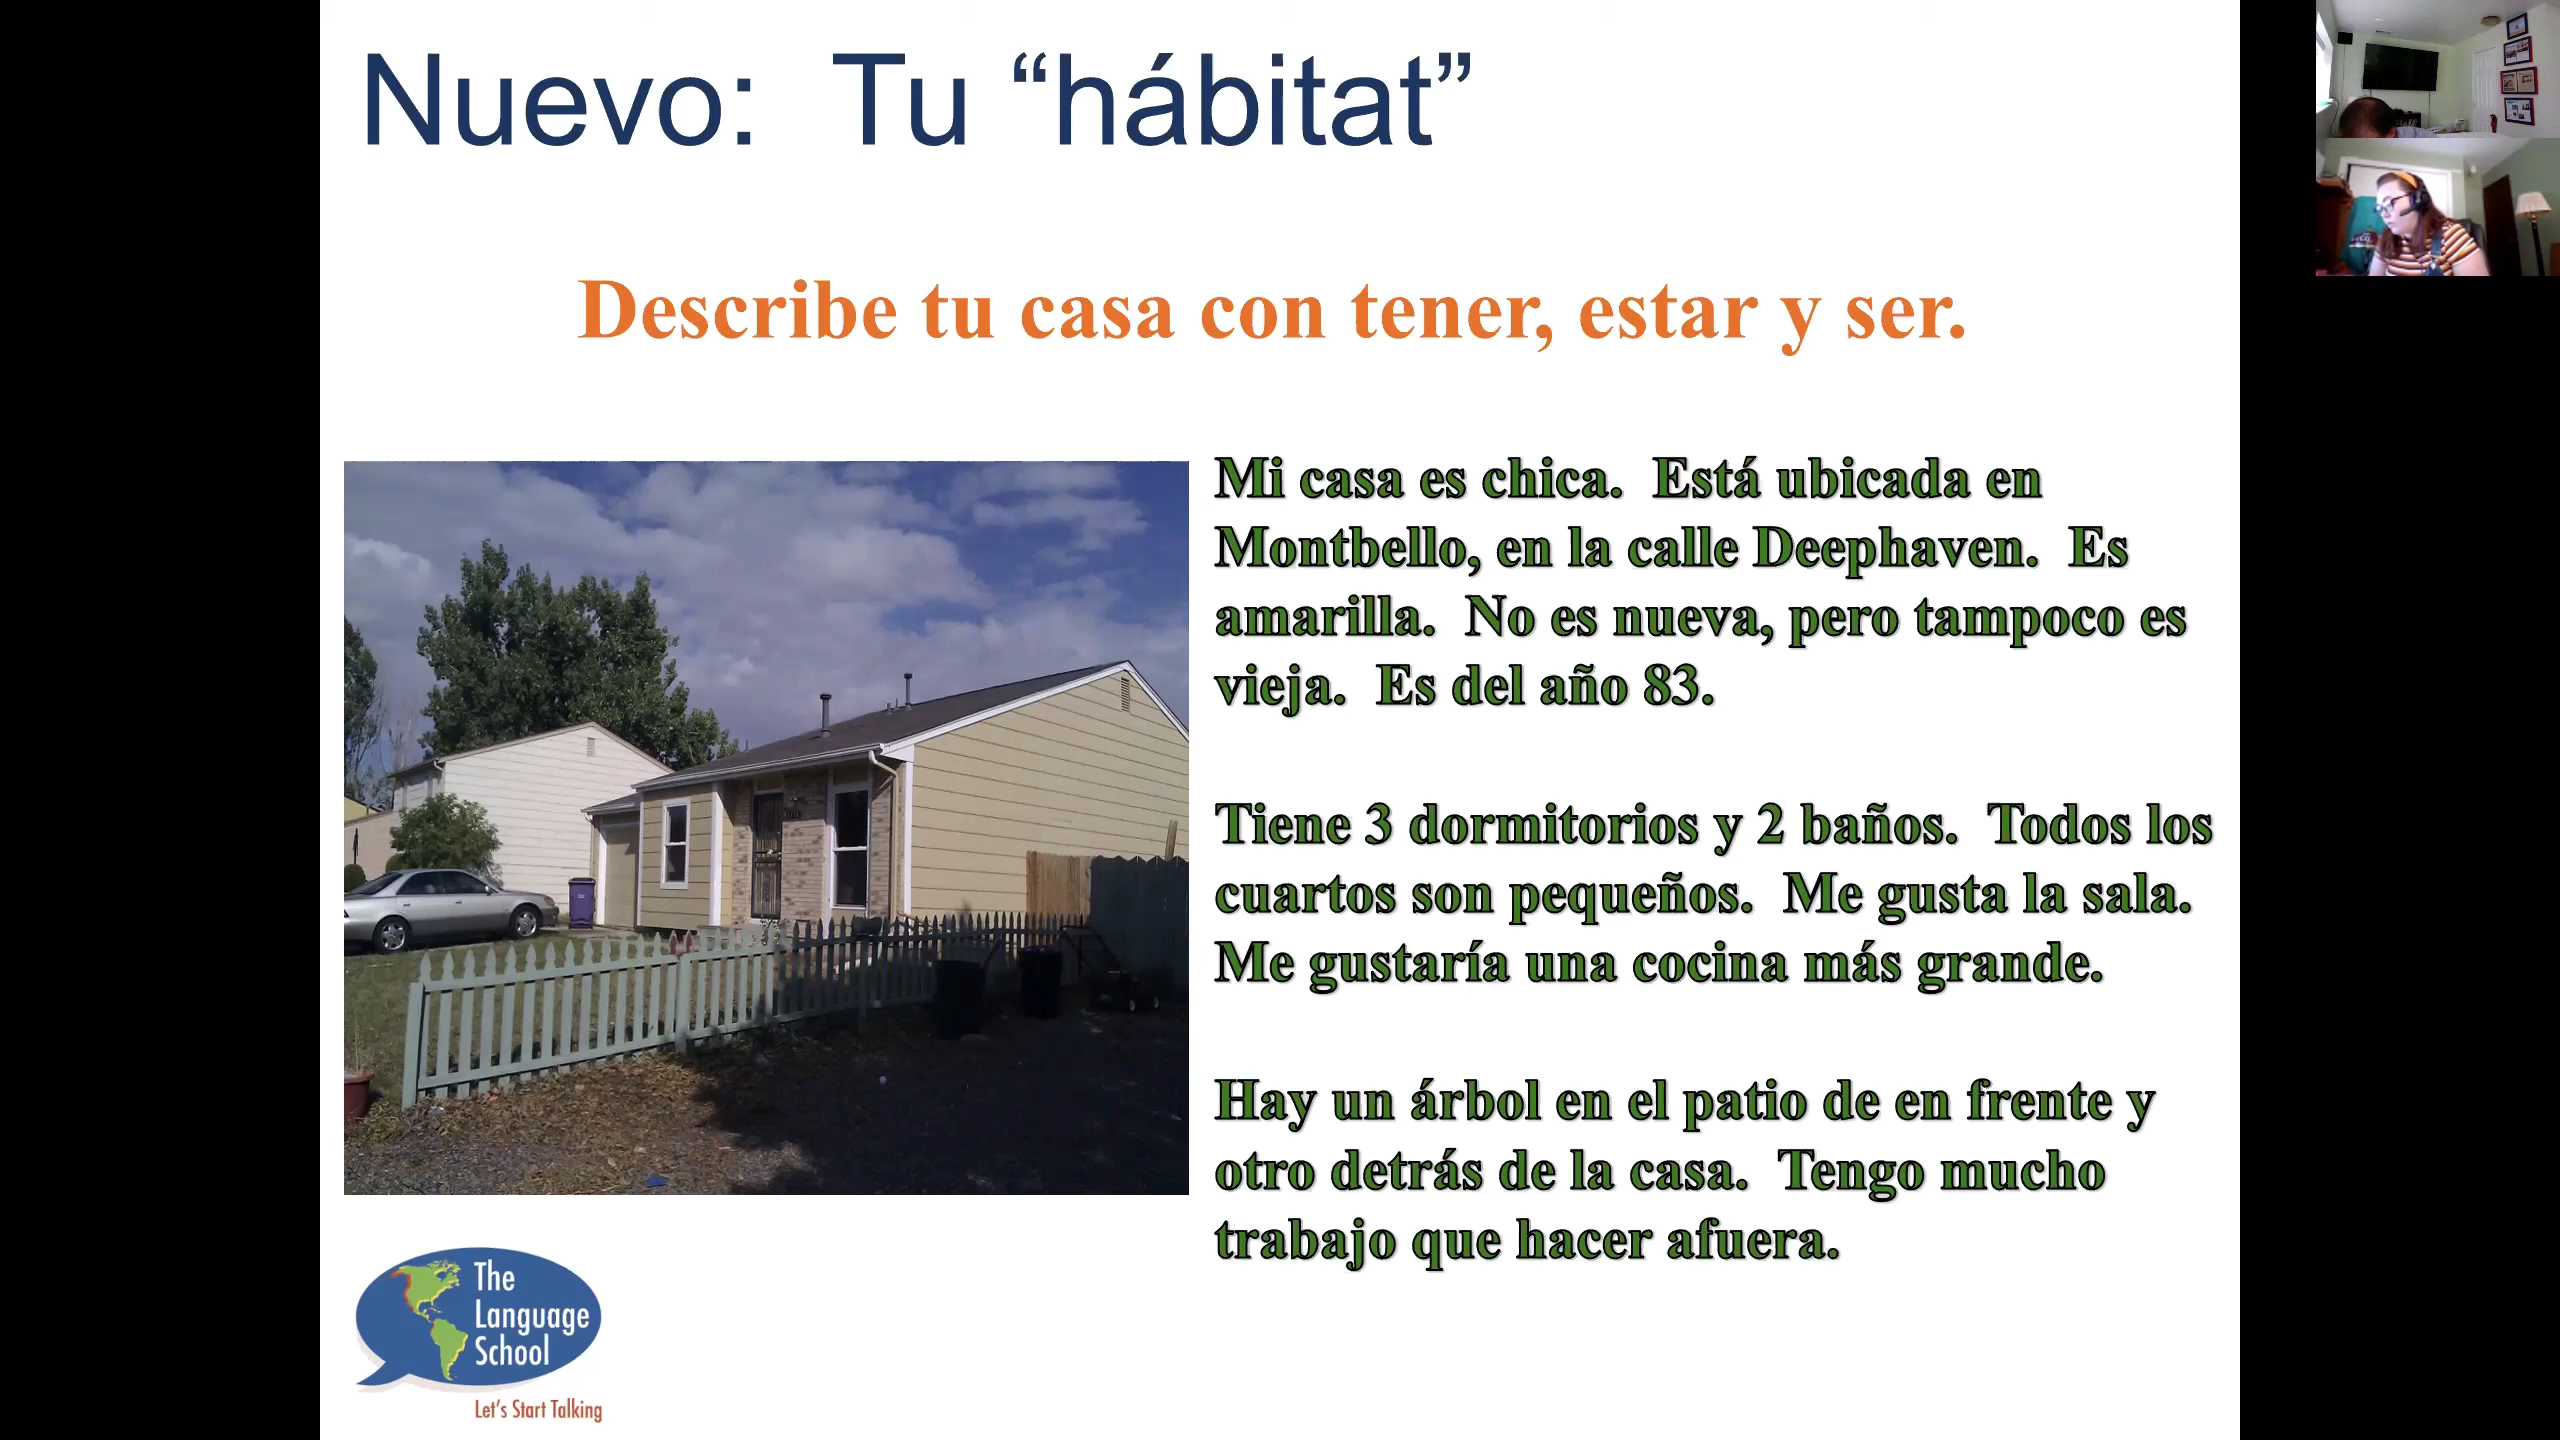 Nuevo: Tu “hábitat”
Describe tu casa con tener, estar y ser.
Mi casa es chica. Está ubicada en
Montbello, en la calle Deephaven. Es
amarilla. No es nueva, pero tampoco es
vieja. Es del año 83.
Tiene 3 dormitorios y 2 baños. Todos los
cuartos son pequeños. Me gusta la sala.
Me gustaría una cocina más grande.
Hay un árbol en el patio de en frente y
otro detrás de la casa. Tengo mucho
trabajo que hacer afuera.
The
Language
School
Let's Start Talking